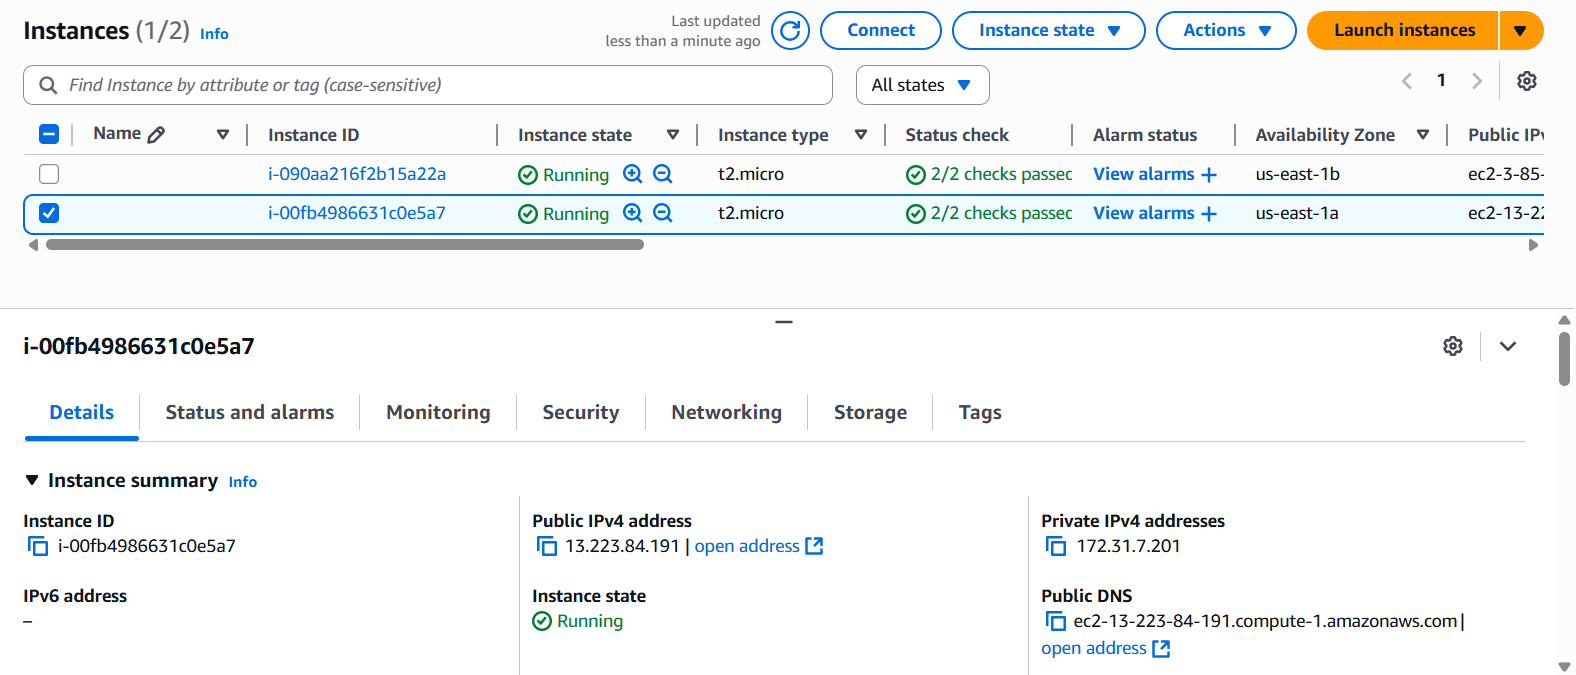 Instances (1/2) Info
Last updated
less than a minute ago
Connect
Instance state
Actions
Launch instances
Find Instance by attribute or tag (case-sensitive)
All states
1
Name Instance ID Instance state Instance type Status check Alarm status Availability Zone Public IPv
i-090aa216f2b15a22a Running t2.micro 2/2 checks passed View alarms + us-east-1b ec2-3-85-
i-00fb4986631c0e5a7 Running t2.micro 2/2 checks passed View alarms + us-east-1a ec2-13-22
i-00fb4986631c0e5a7
Details Status and alarms Monitoring Security Networking Storage Tags
Instance summary Info
Instance ID
i-00fb4986631c0e5a7
IPv6 address
–
Public IPv4 address
13.223.84.191 | open address
Instance state
Running
Private IPv4 addresses
172.31.7.201
Public DNS
ec2-13-223-84-191.compute-1.amazonaws.com |
open address